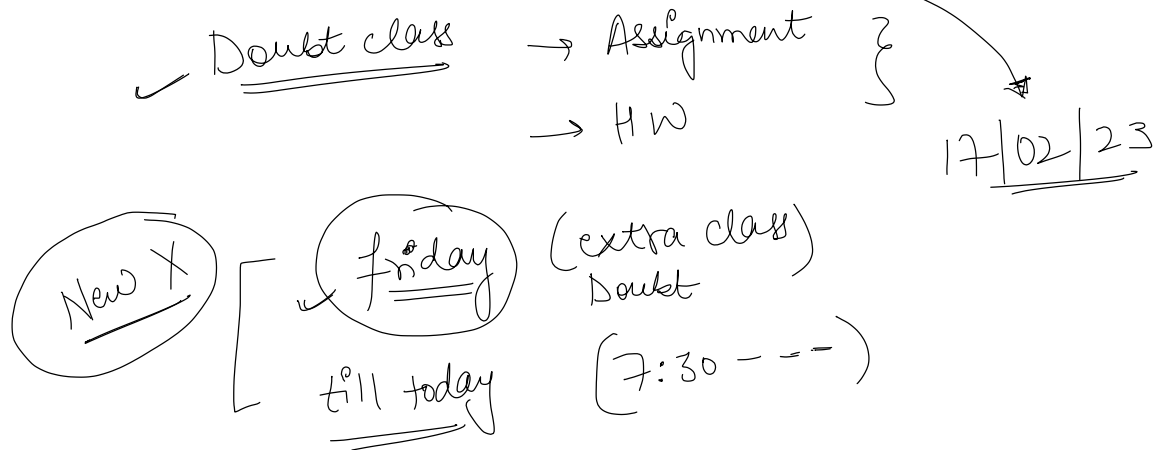 Doubt class → Assignment
→ HW
17/02/23
New X
friday (extra class)
Doubt
till today (7:30 - - - -)